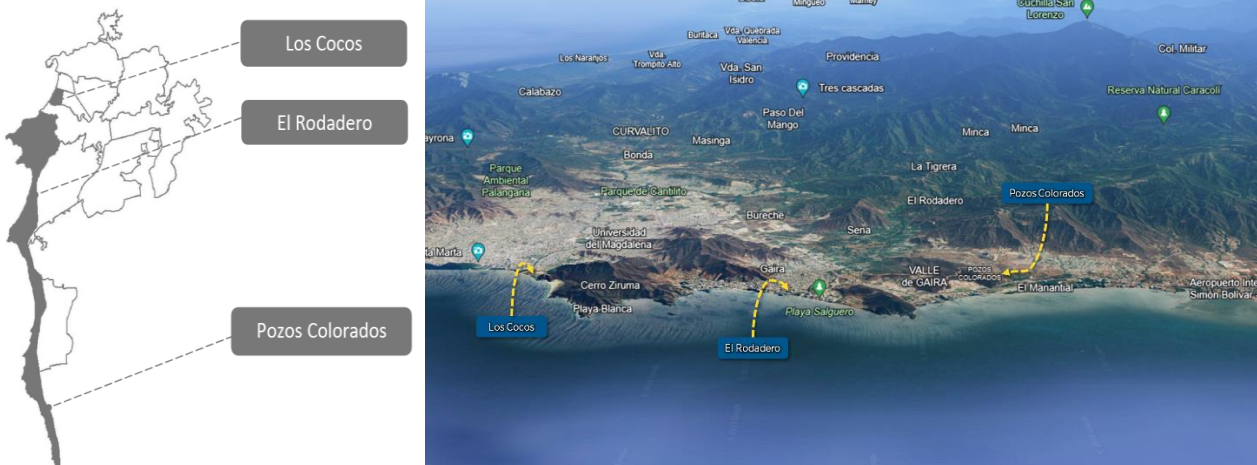 Los Cocos
El Rodadero
Pozos Colorados
Mingueo
Cuchilla San
Lorenzo
Buritaca
Vda. Quebrada
Valencia
Los Naranjos
Vda.
Trompito Alto
Vda. San
Isidro
Providencia
Col. Militar
Calabazo
Tres cascadas
Reserva Natural Caracolí
Paso Del
Mango
ayrona
CURVALITO
Masinga
Minca
Minca
Bonda
Parque
Ambiental
Palangana
Parque de Cantilito
La Tigrera
El Rodadero
Pozos Colorados
Bureche
Universidad
del Magdalena
Sena
ta Marta
Gaira
VALLE
de GAIRA
POZOS
COLORADOS
Cerro Ziruma
El Manantial
Aeropuerto Inte
Simón Bolívar
Playa Blanca
Playa Salguero
Los Cocos
El Rodadero